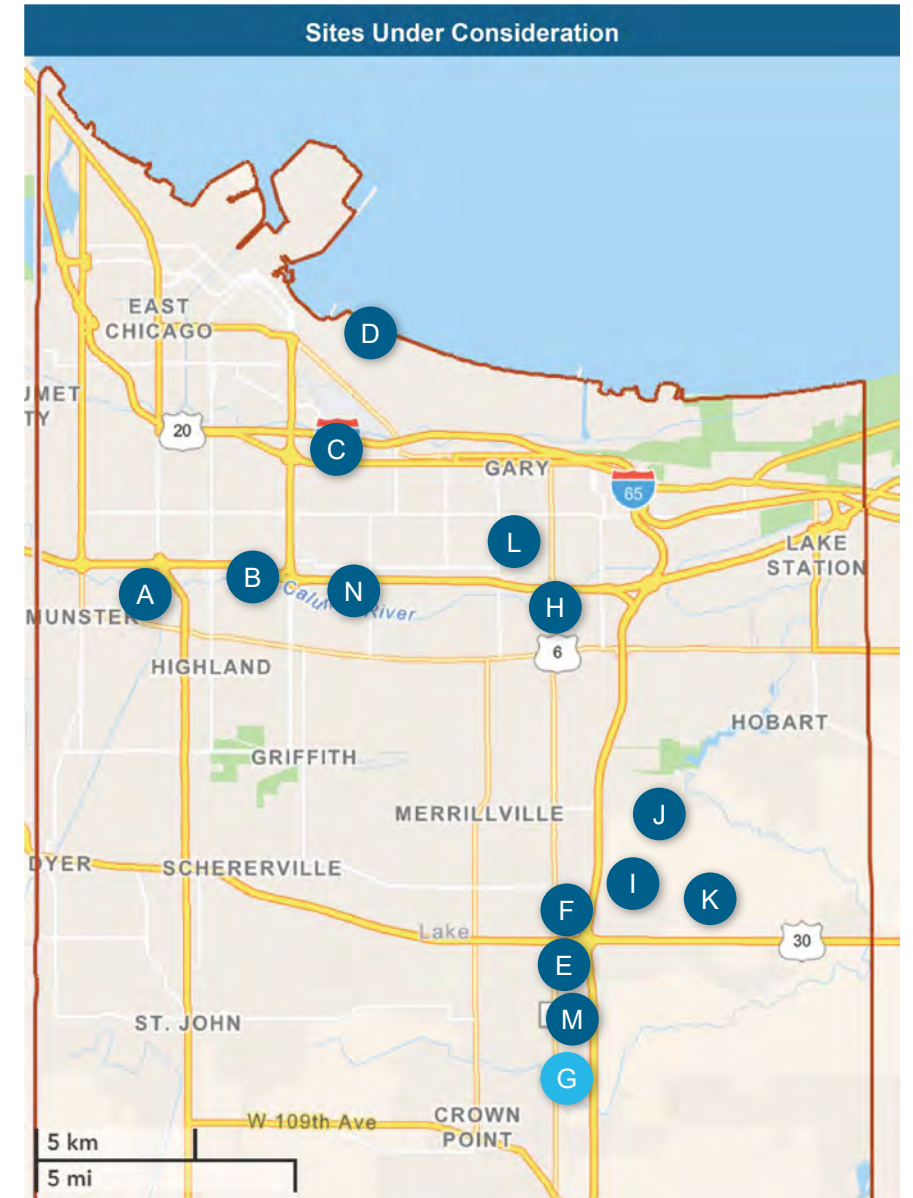 Sites Under Consideration
EAST
CHICAGO
D
UMET
TY
20
C
GARY
65
L
LAKE
STATION
A
B
N
Calu
River
H
MUNSTER
6
HIGHLAND
HOBART
GRIFFITH
MERRILLVILLE
J
DYER
SCHERERVILLE
I
K
F
Lake
30
E
ST. JOHN
M
G
W 109th Ave
CROWN
POINT
5 km
5 mi